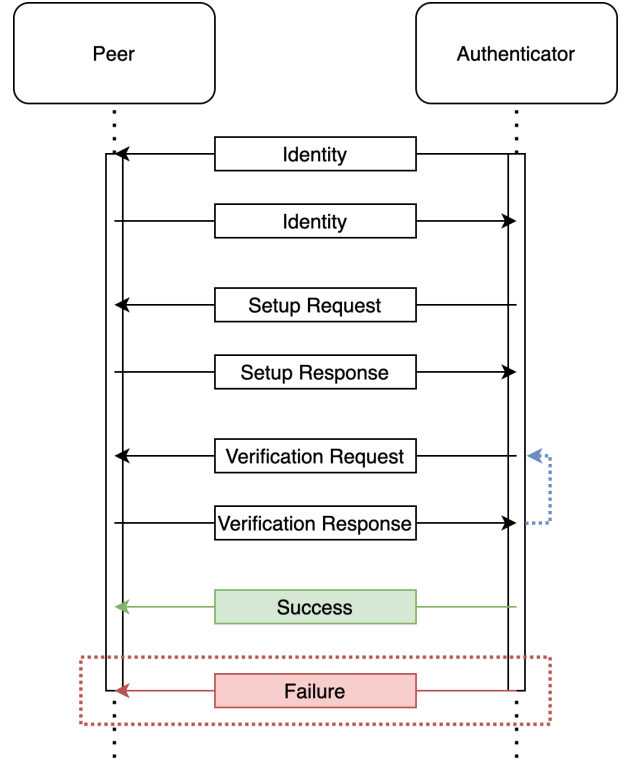 Peer
Authenticator
Identity
Identity
Setup Request
Setup Response
Verification Request
Verification Response
Success
Failure